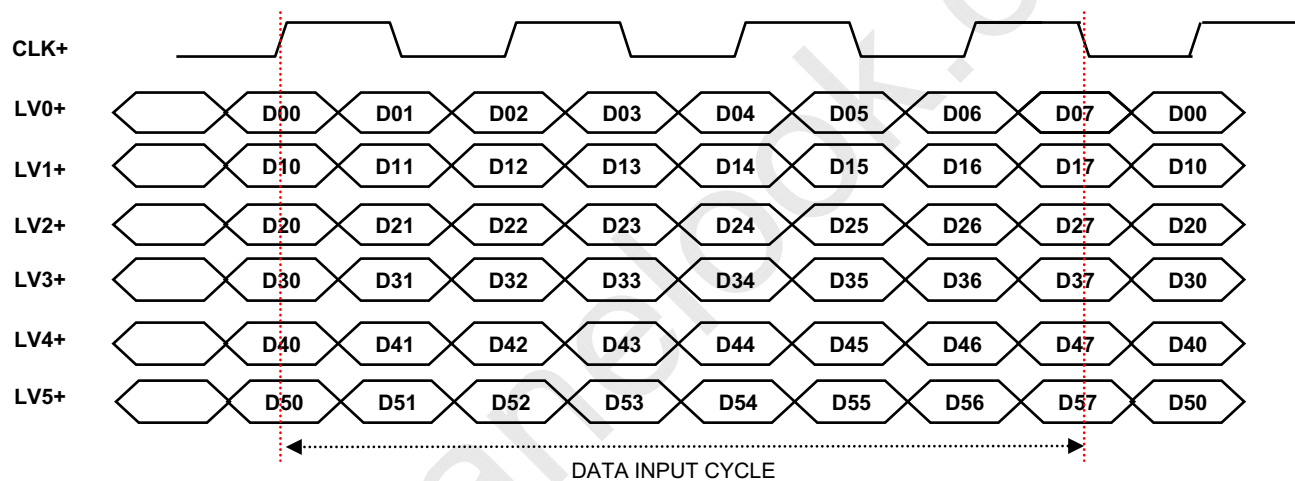 CLK+
LV0+ D00 D01 D02 D03 D04 D05 D06 D07 D00
LV1+ D10 D11 D12 D13 D14 D15 D16 D17 D10
LV2+ D20 D21 D22 D23 D24 D25 D26 D27 D20
LV3+ D30 D31 D32 D33 D34 D35 D36 D37 D30
LV4+ D40 D41 D42 D43 D44 D45 D46 D47 D40
LV5+ D50 D51 D52 D53 D54 D55 D56 D57 D50
DATA INPUT CYCLE